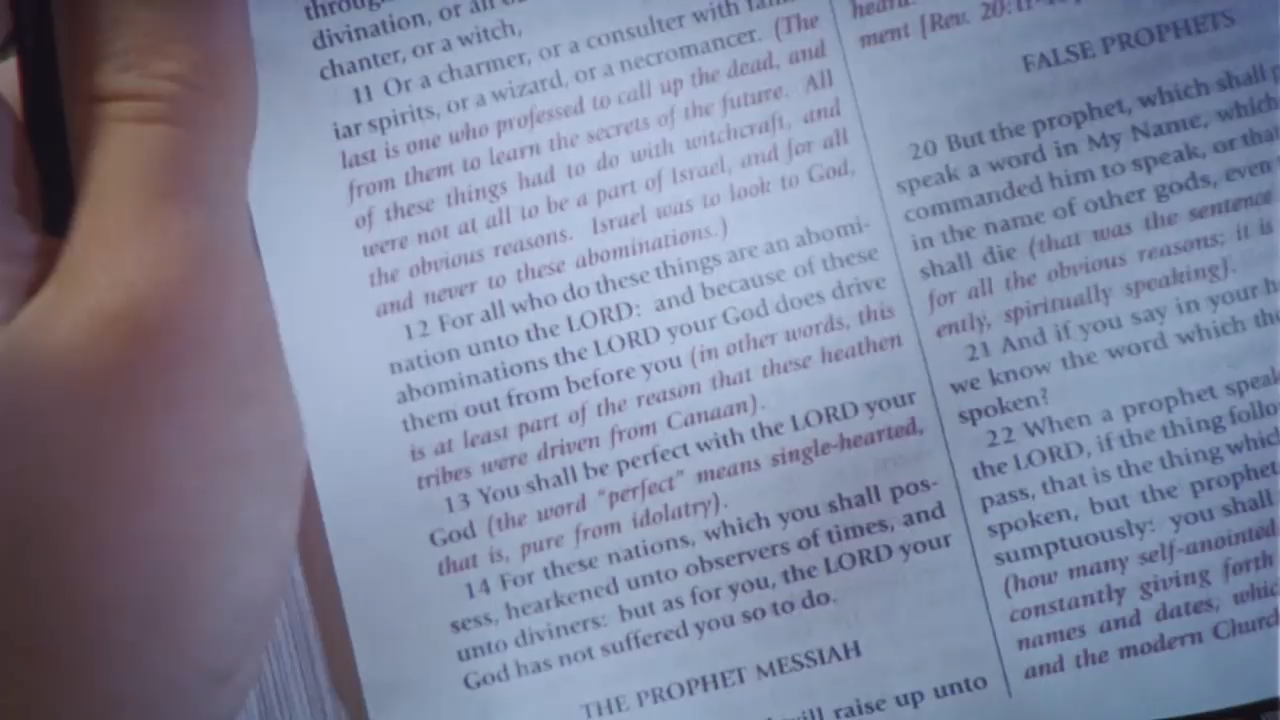 divination, or an
chanter, or a witch,
11 Or a charmer, or a consulter with
iar spirits, or a wizard, or a necromancer. (The
last is one who professed to call up the dead, and
from them to learn the secrets of the future. All
of these things had to do with witchcraft, and
were not at all to be a part of Israel, and for all
the obvious reasons. Israel was to look to God,
and never to these abominations.)
12 For all who do these things are an abomi-
nation unto the LORD: and because of these
abominations the LORD your God does drive
them out from before you (in other words, this
is at least part of the reason that these heathen
tribes were driven from Canaan).
13 You shall be perfect with the LORD your
God (the word "perfect" means single-hearted,
that is, pure from idolatry).
14 For these nations, which you shall pos-
sess, hearkened unto observers of times, and
unto diviners: but as for you, the LORD your
God has not suffered you so to do.
THE PROPHET MESSIAH
will raise up unto
ment [Rev. 20:11
FALSE PROPHETS
20 But the prophet, which shall
speak a word in My Name, which
commanded him to speak, or that
in the name of other gods, even
shall die (that was the sentence
for all the obvious reasons; it is
ently, spiritually speaking).
21 And if you say in your
we know the word which the
spoken?
22 When a prophet speak
the LORD, if the thing follo
pass, that is the thing which
spoken, but the prophet
sumptuously: you shall
(how many self-anointed
constantly giving forth
names and dates, whic
and the modern Church